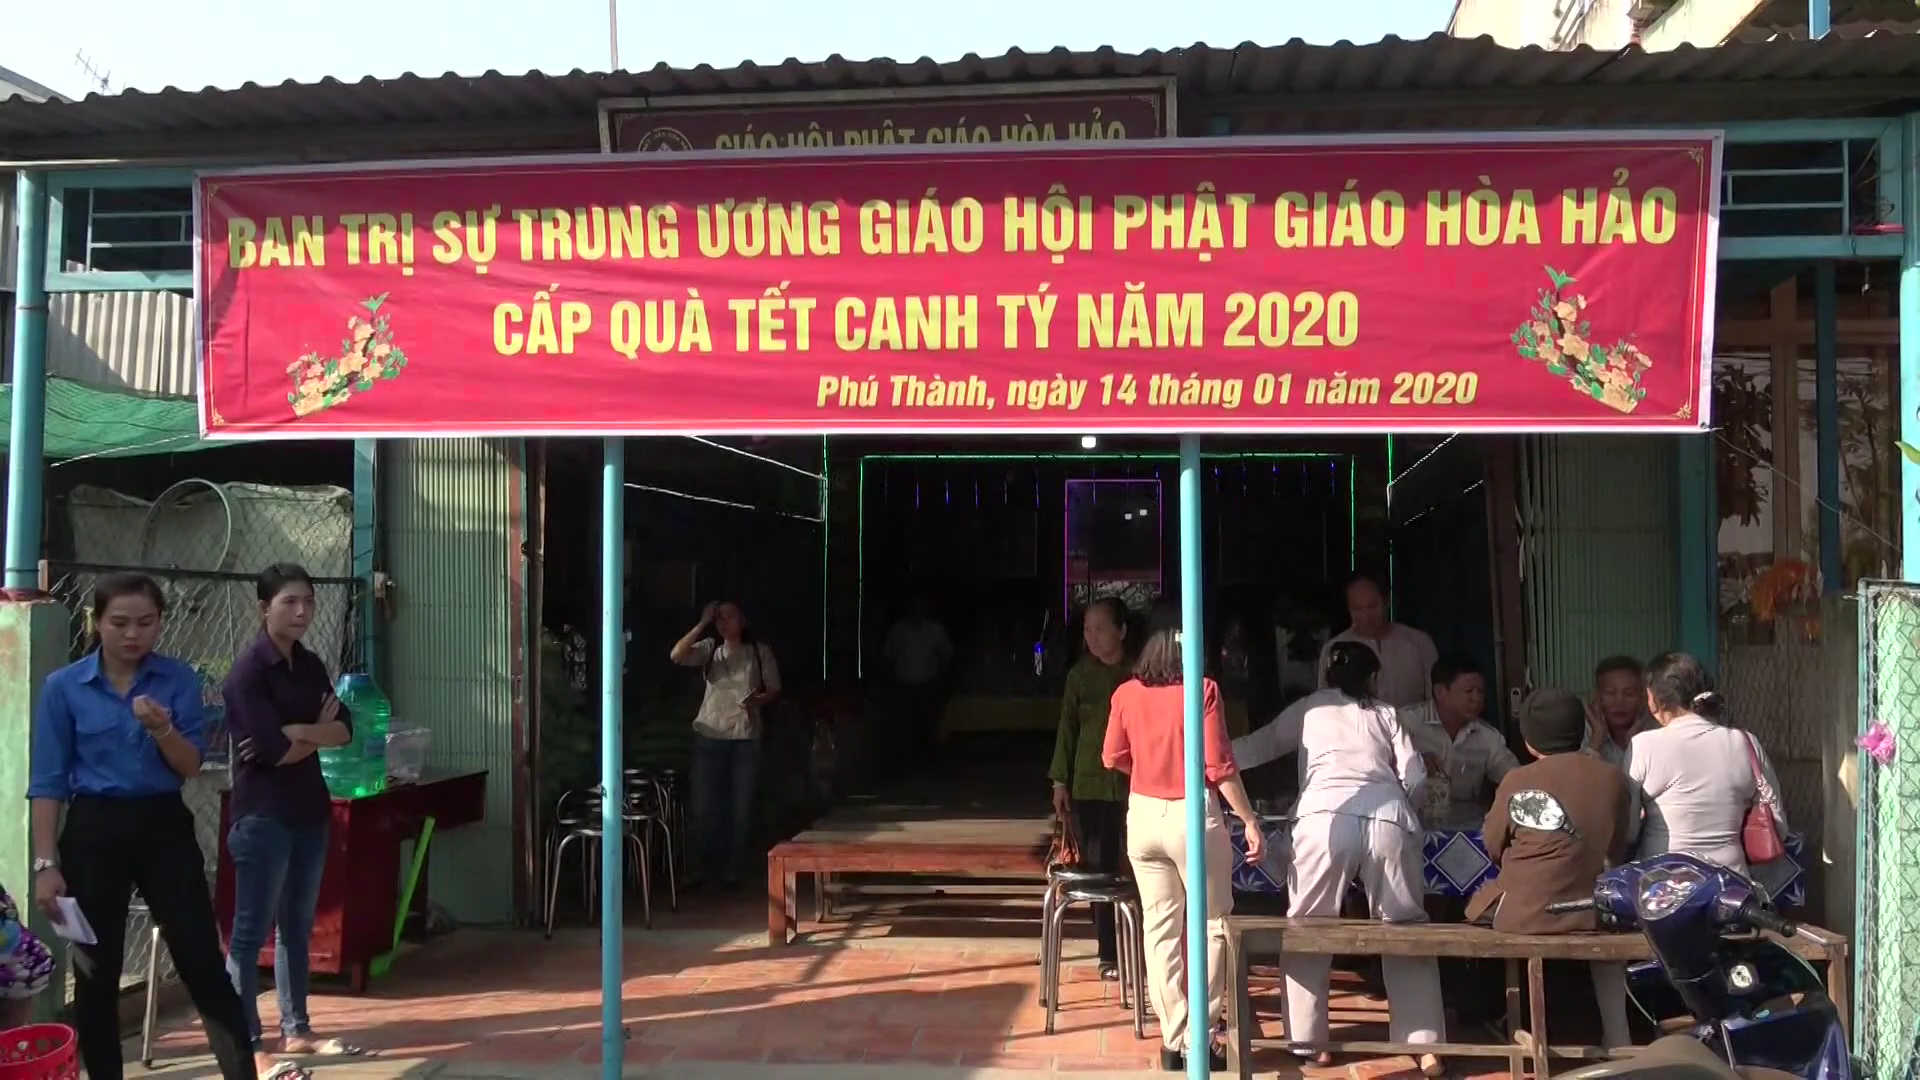 GIÁO HỘI PHẬT GIÁO HÒA HẢO
BAN TRỊ SỰ TRUNG ƯƠNG GIÁO HỘI PHẬT GIÁO HÒA HẢO
CẤP QUÀ TẾT CANH TÝ NĂM 2020
Phú Thành, ngày 14 tháng 01 năm 2020